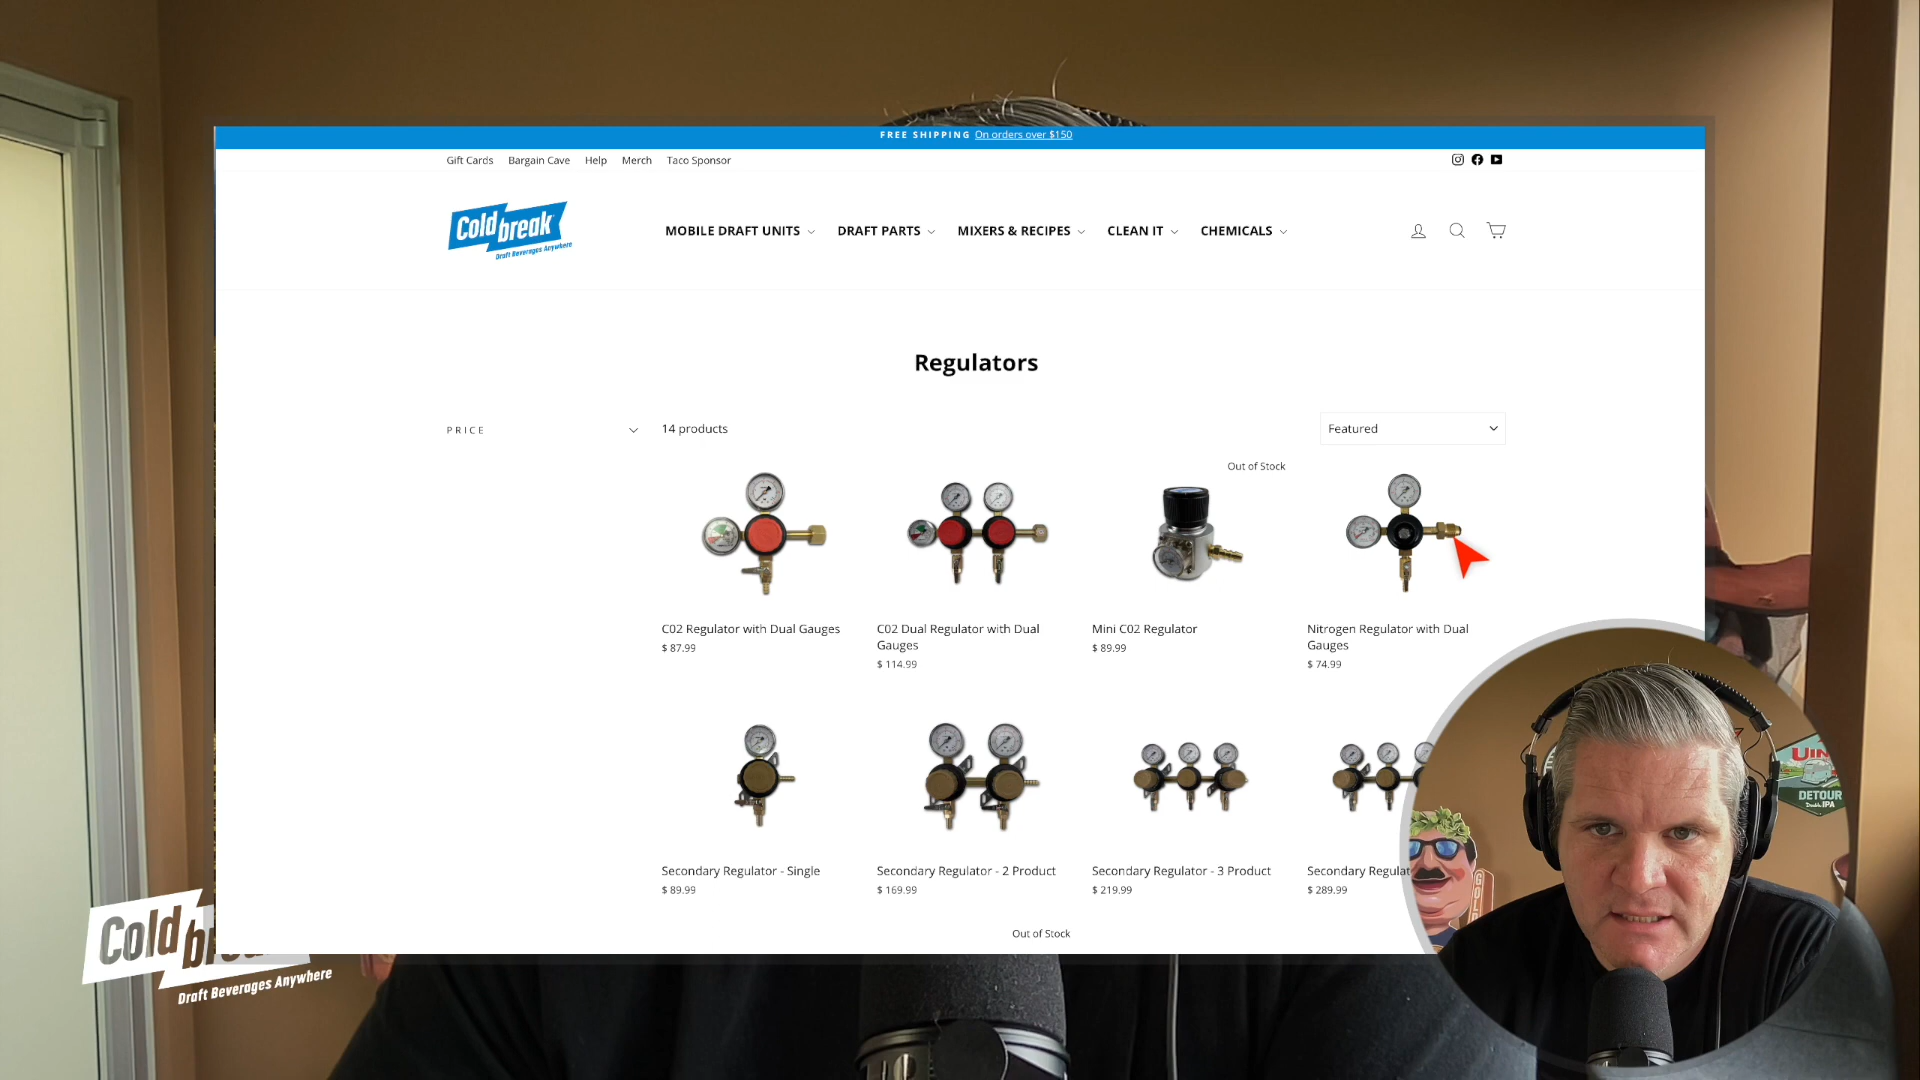 FREE SHIPPING On orders over $150
Gift Cards Bargain Cave Help Merch Taco Sponsor
Cold break
Draft Beverages Anywhere
MOBILE DRAFT UNITS DRAFT PARTS MIXERS & RECIPES CLEAN IT CHEMICALS
Regulators
PRICE
14 products
Featured
Out of Stock
C02 Regulator with Dual Gauges
$ 87.99
C02 Dual Regulator with Dual
Gauges
$ 114.99
Mini C02 Regulator
$ 89.99
Nitrogen Regulator with Dual
Gauges
$ 74.99
Secondary Regulator - Single
$ 89.99
Secondary Regulator - 2 Product
$ 169.99
Secondary Regulator - 3 Product
$ 219.99
Secondary
$ 289.99
Out of Stock
DETOUR
Double IPA
Cold
Draft Beverages Anywhere